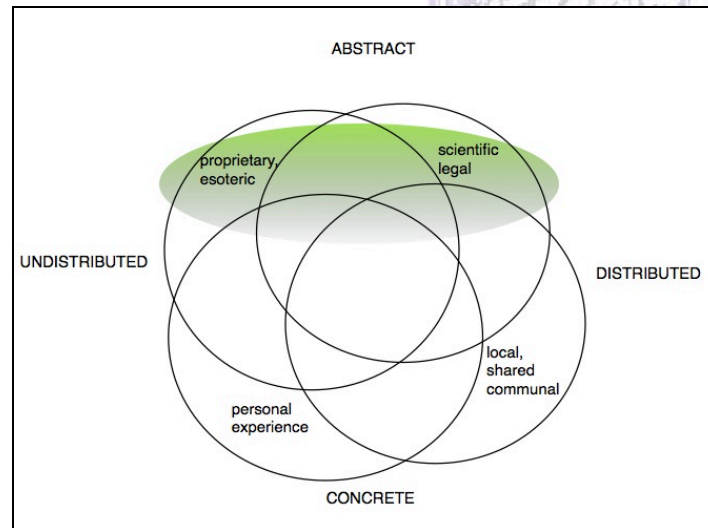 ABSTRACT
proprietary,
esoteric
scientific
legal
UNDISTRIBUTED
DISTRIBUTED
local,
shared
communal
personal
experience
CONCRETE